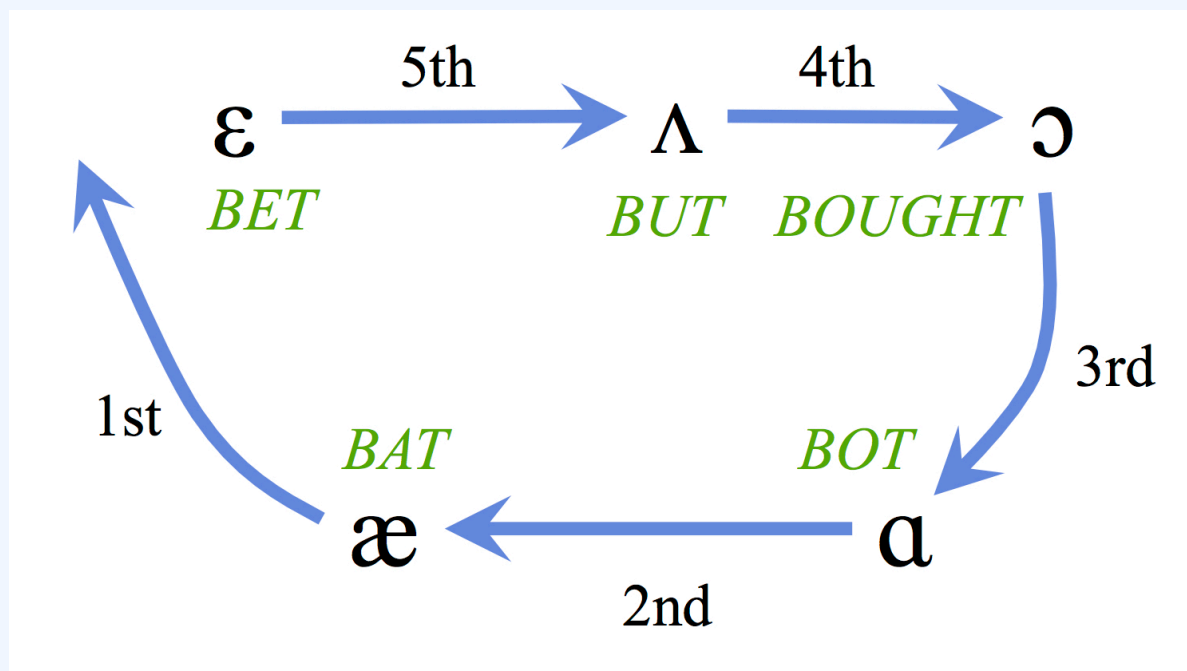 5th 4th
ɛ ʌ ɔ
BET BUT BOUGHT
3rd
1st
BAT BOT
æ ɑ
2nd